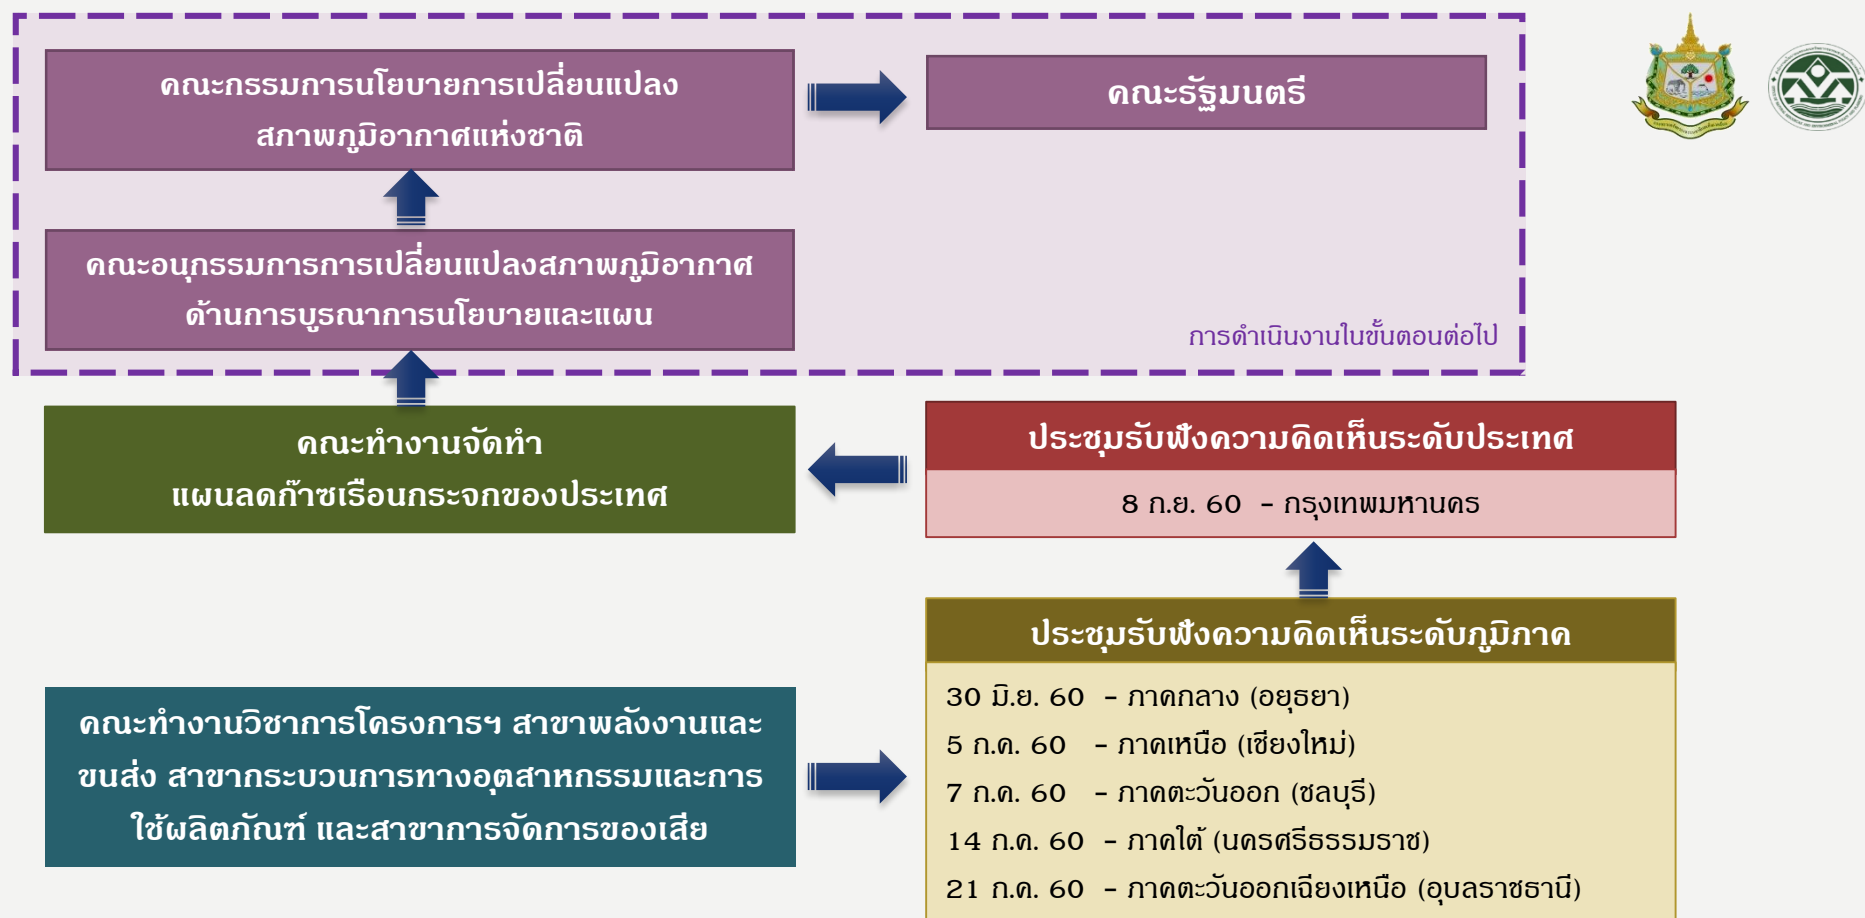 คณะกรรมการนโยบายการเปลี่ยนแปลง
สภาพภูมิอากาศแห่งชาติ
คณะรัฐมนตรี
คณะอนุกรรมการการเปลี่ยนแปลงสภาพภูมิอากาศ
ด้านการบูรณาการนโยบายและแผน
การดำเนินงานในขั้นตอนต่อไป
คณะทำงานจัดทำ
แผนลดก๊าซเรือนกระจกของประเทศ
ประชุมรับฟังความคิดเห็นระดับประเทศ
8 ก.ย. 60 – กรุงเทพมหานคร
คณะทำงานวิชาการโครงการฯ สาขาพลังงานและ
ขนส่ง สาขากระบวนการทางอุตสาหกรรมและการ
ใช้ผลิตภัณฑ์ และสาขาการจัดการของเสีย
ประชุมรับฟังความคิดเห็นระดับภูมิภาค
30 มิ.ย. 60 – ภาคกลาง (อยุธยา)
5 ก.ค. 60 – ภาคเหนือ (เชียงใหม่)
7 ก.ค. 60 – ภาคตะวันออก (ชลบุรี)
14 ก.ค. 60 – ภาคใต้ (นครศรีธรรมราช)
21 ก.ค. 60 – ภาคตะวันออกเฉียงเหนือ (อุบลราชธานี)